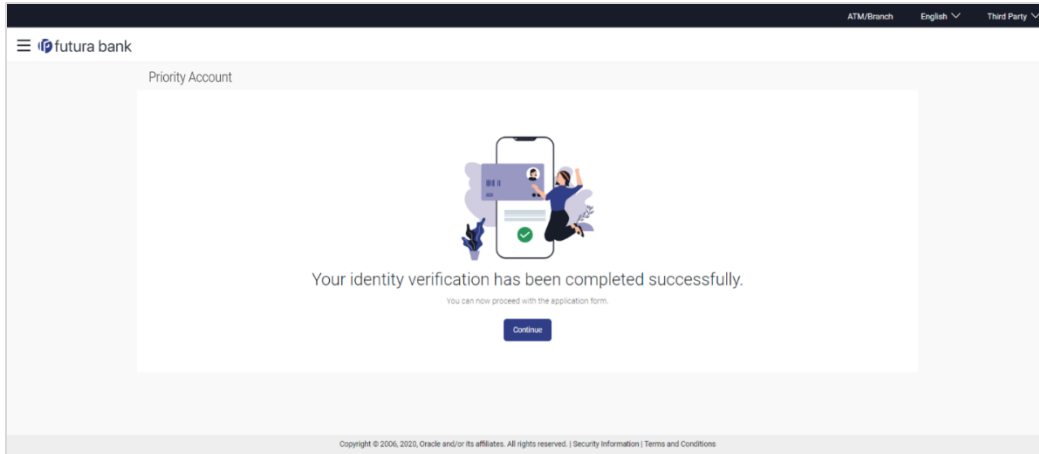 ATM/Branch English Third Party
futura bank
Priority Account
Your identity verification has been completed successfully.
You can now proceed with the application form.
Continue
Copyright © 2006, 2020, Oracle and/or its affiliates. All rights reserved. | Security Information | Terms and Conditions